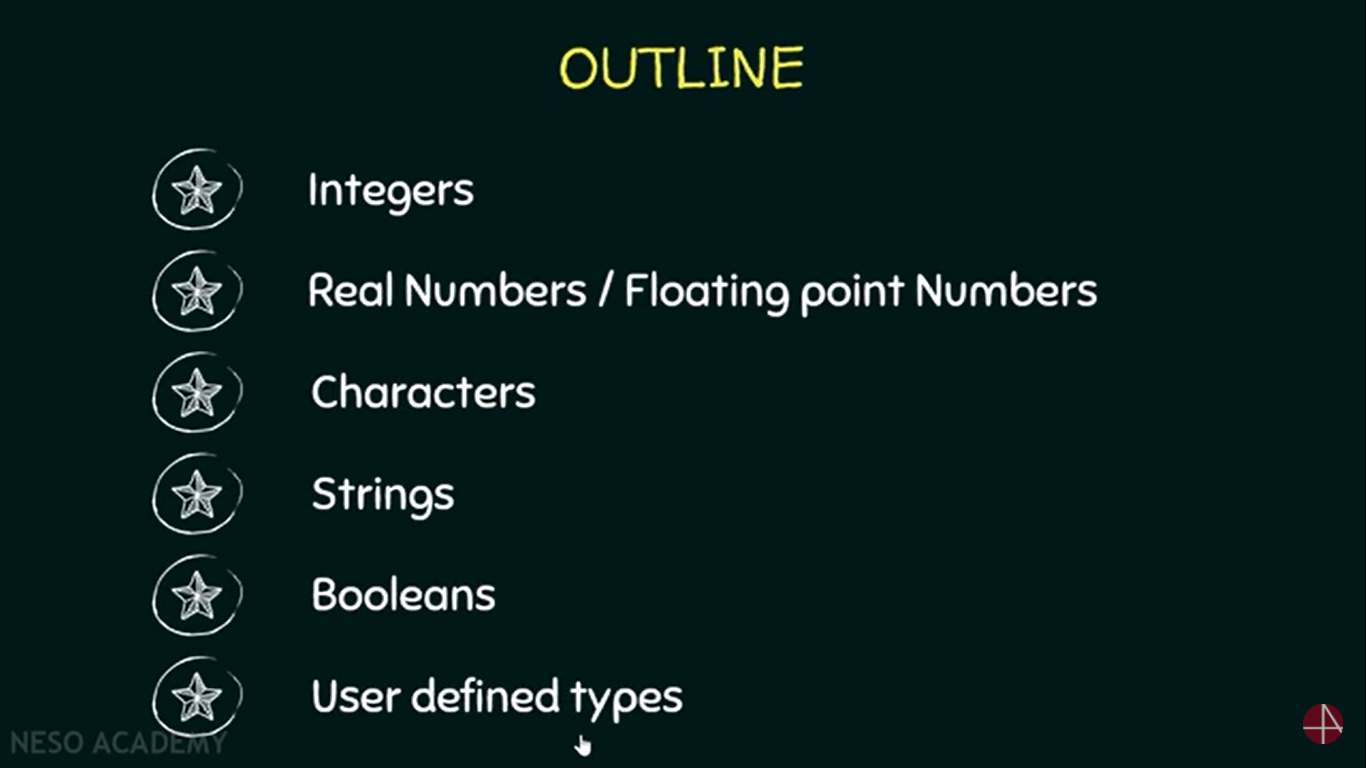 OUTLINE
Integers
Real Numbers / Floating point Numbers
Characters
Strings
Booleans
User defined types
NESO ACADEMY